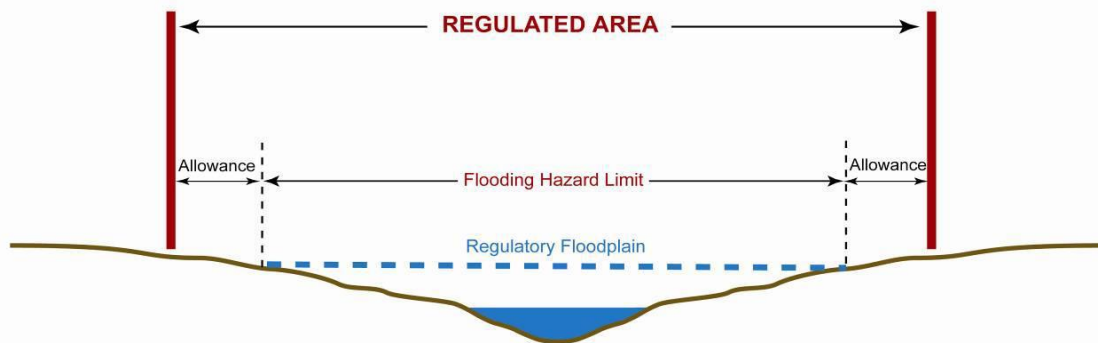 REGULATED AREA
Allowance
Flooding Hazard Limit
Allowance
Regulatory Floodplain